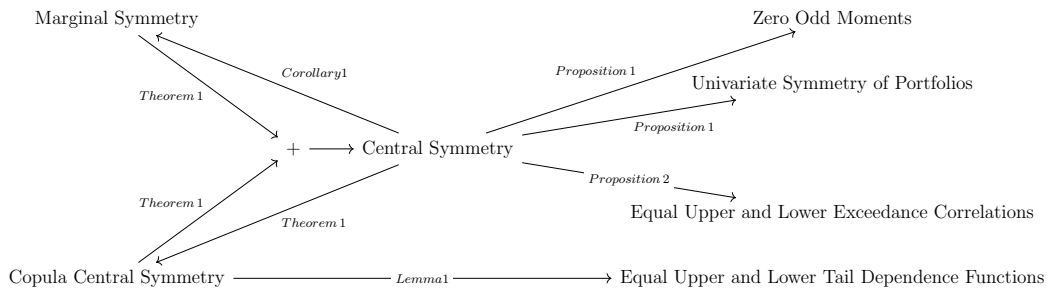 Marginal Symmetry
Zero Odd Moments
Corollary1
Proposition 1
Univariate Symmetry of Portfolios
Theorem 1
Proposition 1
+
Central Symmetry
Proposition 2
Theorem 1
Equal Upper and Lower Exceedance Correlations
Theorem 1
Copula Central Symmetry
Lemma1
Equal Upper and Lower Tail Dependence Functions